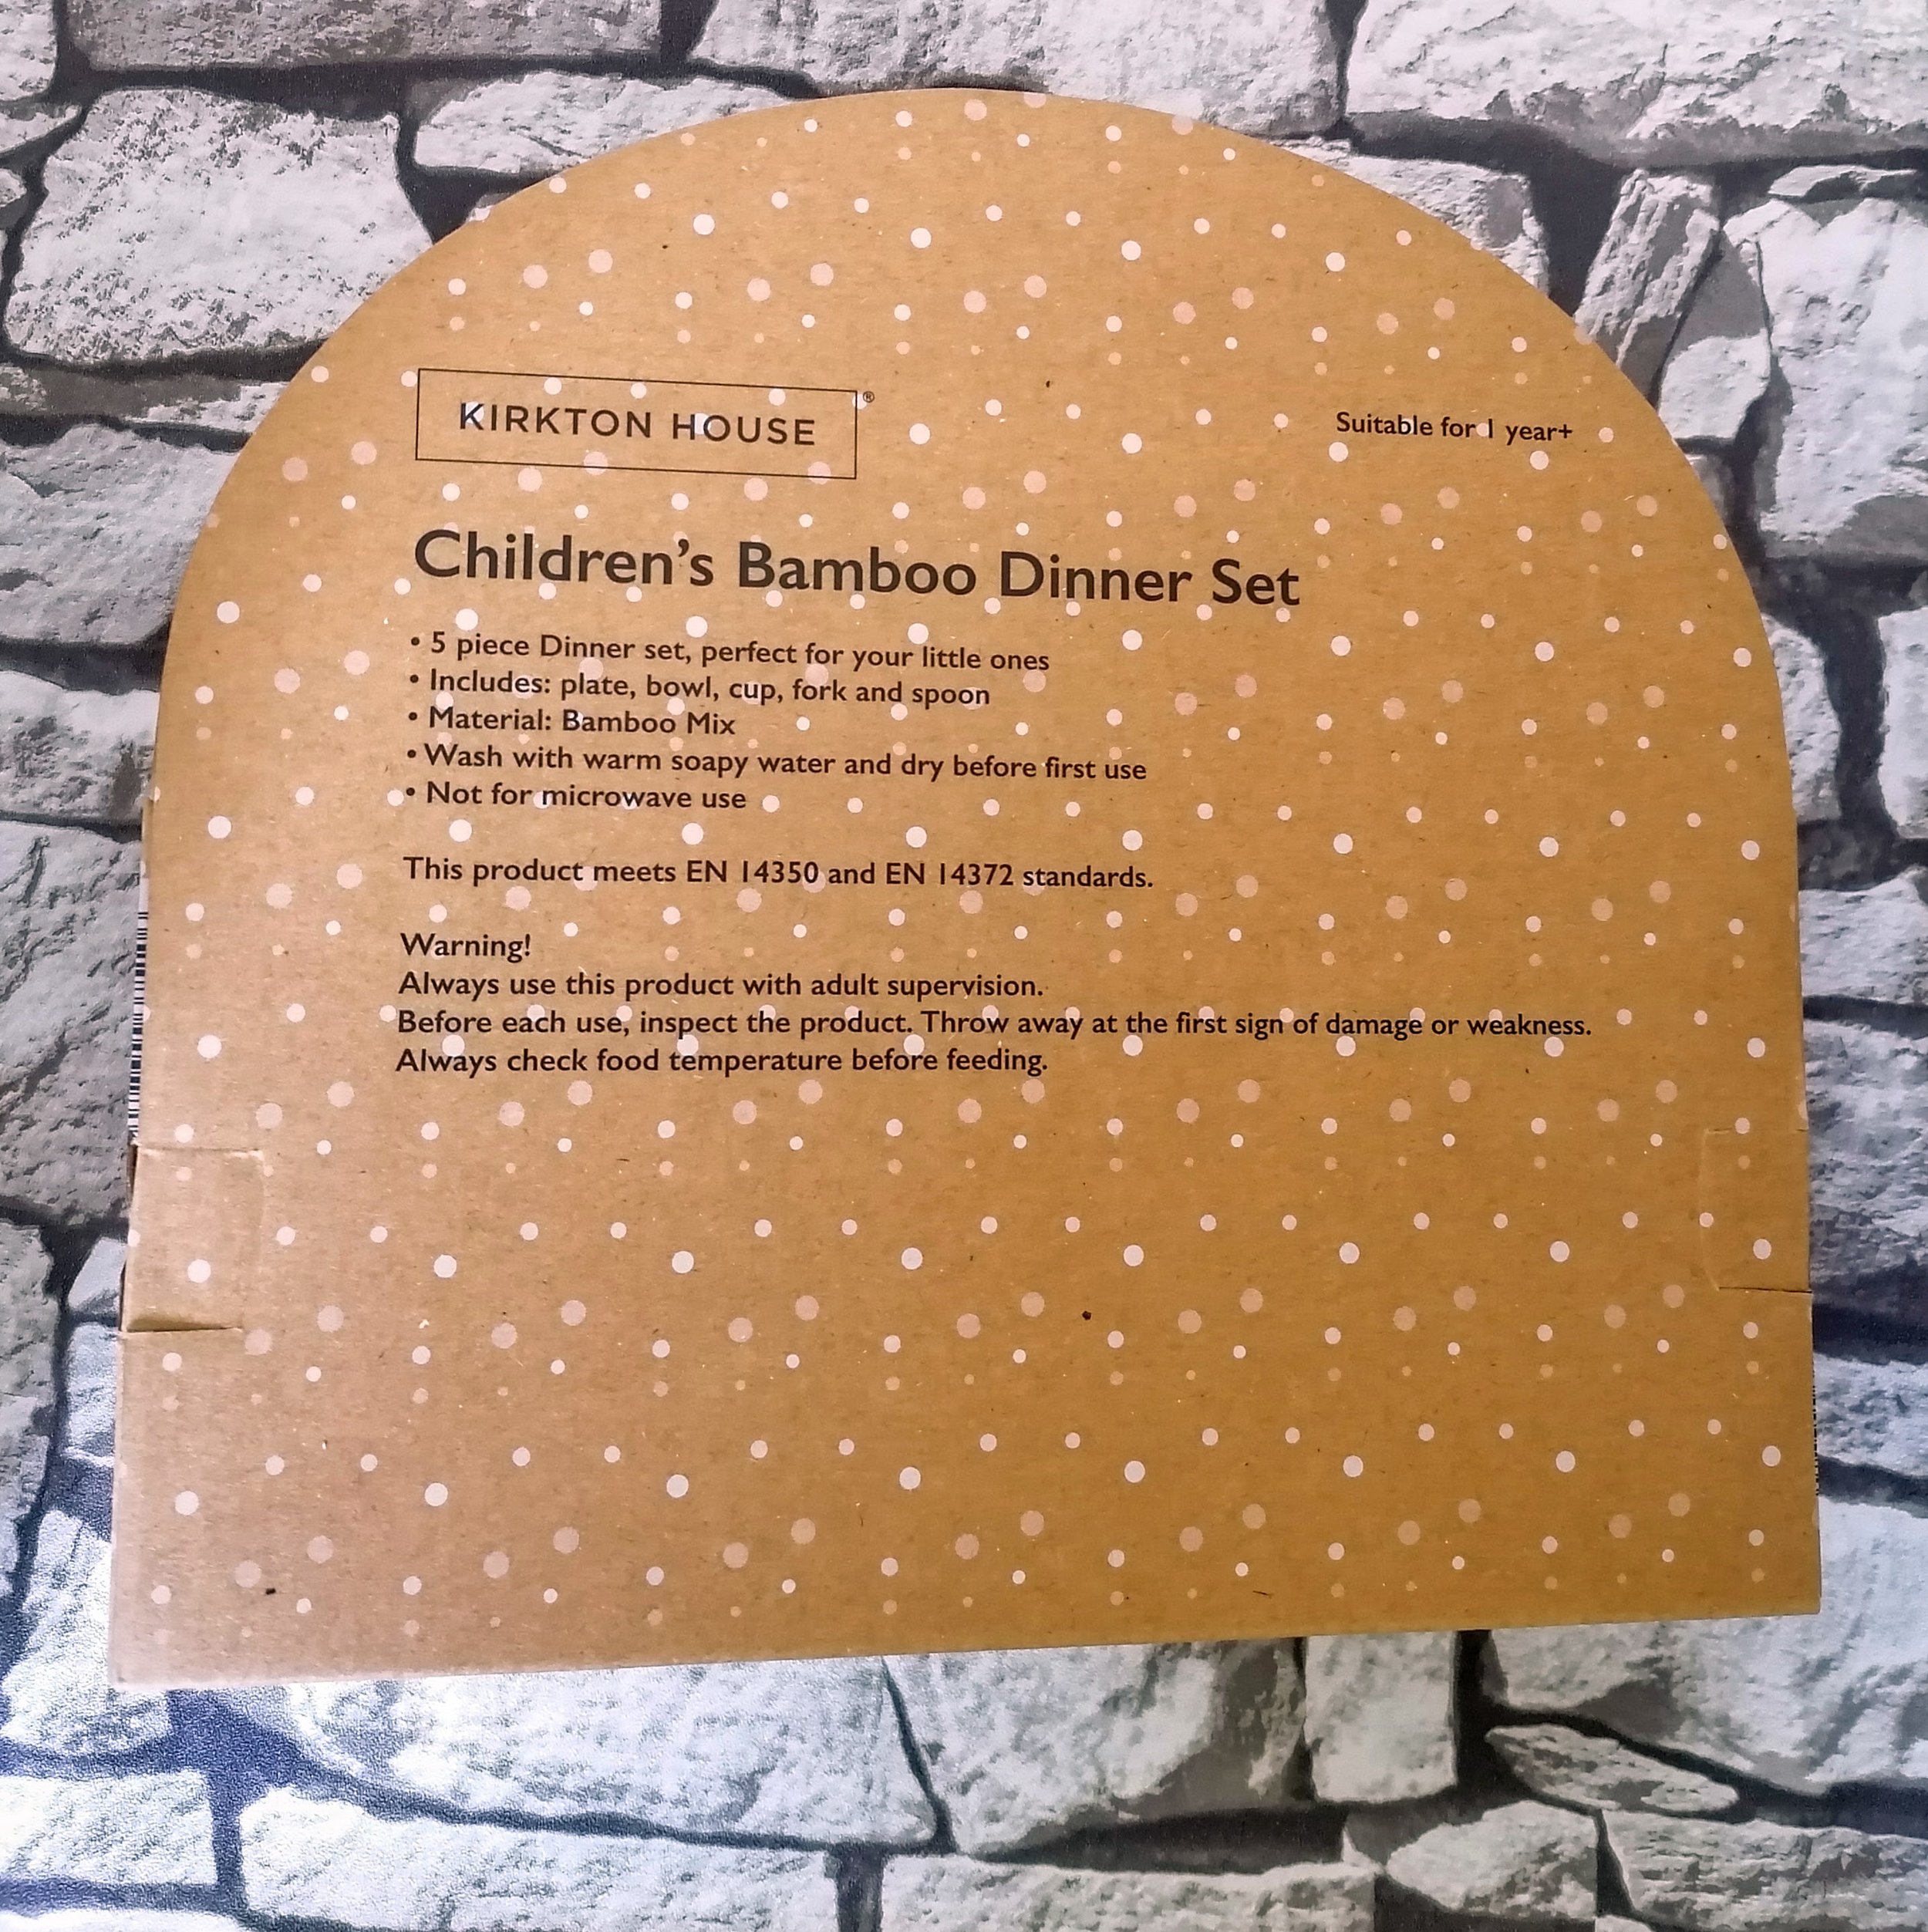 KIRKTON HOUSE®
Suitable for 1 year+
Children's Bamboo Dinner Set
• 5 piece Dinner set, perfect for your little ones
• Includes: plate, bowl, cup, fork and spoon
• Material: Bamboo Mix
• Wash with warm soapy water and dry before first use
• Not for microwave use
This product meets EN 14350 and EN 14372 standards.
Warning!
Always use this product with adult supervision.
Before each use, inspect the product. Throw away at the first sign of damage or weakness.
Always check food temperature before feeding.